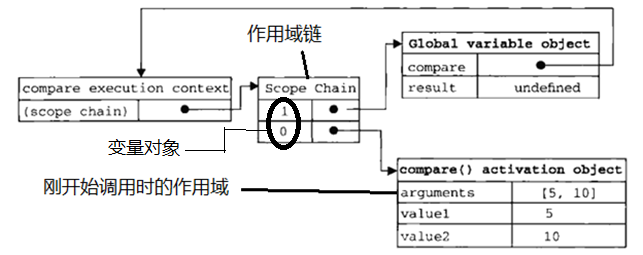 作用域链
Global variable object
compare
result undefined
compare execution context
(scope chain)
Scope Chain
1
0
变量对象
刚开始调用时的作用域
compare() activation object
arguments [5, 10]
value1 5
value2 10